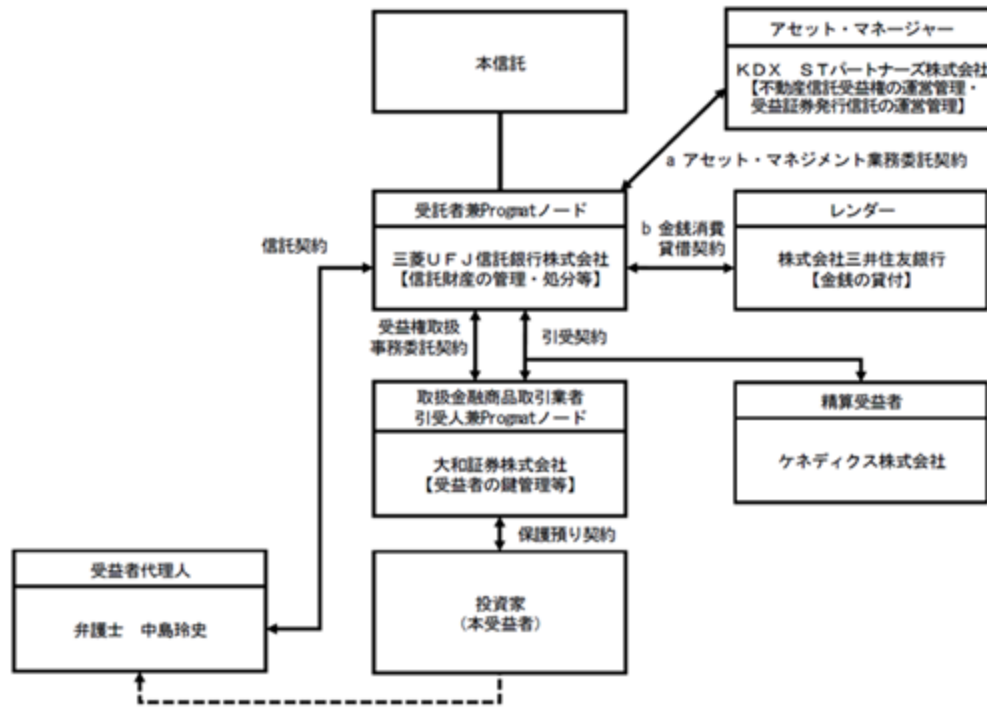 本信託
アセット・マネージャー
KDX STパートナーズ株式会社
【不動産信託受益権の運営管理・
受益証券発行信託の運営管理】
a アセット・マネジメント業務委託契約
受託者兼Progmatノード
三菱UFJ信託銀行株式会社
【信託財産の管理・処分等】
信託契約
b 金銭消費
貸借契約
レンダー
株式会社三井住友銀行
【金銭の貸付】
受益権取扱
事務委託契約
引受契約
取扱金融商品取引業者
引受人兼Progmatノード
大和証券株式会社
【受益者の鍵管理等】
精算受益者
ケネディクス株式会社
保護預り契約
受益者代理人
弁護士 中島玲史
投資家
(本受益者)